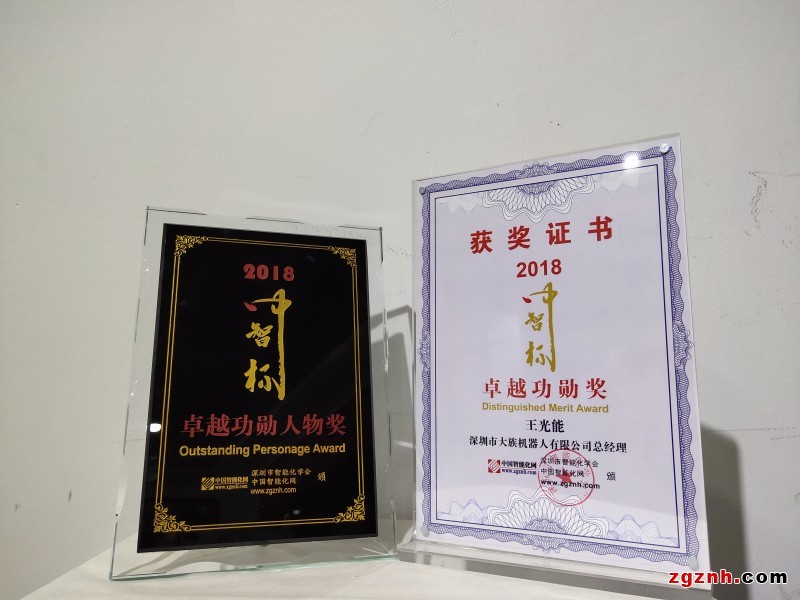 2018
中智标
卓越功勋人物奖
Outstanding Personage Award
中国智能化网
www.zgznh.com
深圳市智能化学会
中国智能化网
www.zgznh.com
颁
获奖证书
2018
中智标
卓越功勋奖
Distinguished Merit Award
王光能
深圳市大族机器人有限公司总经理
中国智能化网
www.zgznh.com
深圳市智能化学会
中国智能化网
www.zgznh.com
颁
zgznh.com